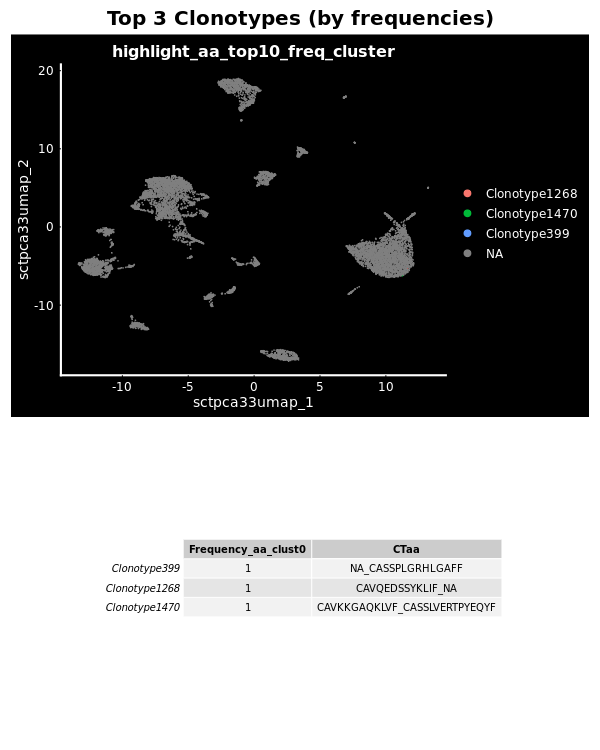 Top 3 Clonotypes (by frequencies)
highlight_aa_top10_freq_cluster
20
10
0
-10
sctpca33umap_2
-10 -5 0 5 10
sctpca33umap_1
Clonotype1268
Clonotype1470
Clonotype399
NA
Frequency_aa_clust0 CTaa
Clonotype399 1 NA_CASSPLGRHLGAFF
Clonotype1268 1 CAVQEDSSYKLIF_NA
Clonotype1470 1 CAVKKGAQKLVF_CASSLVERTPYEQYF